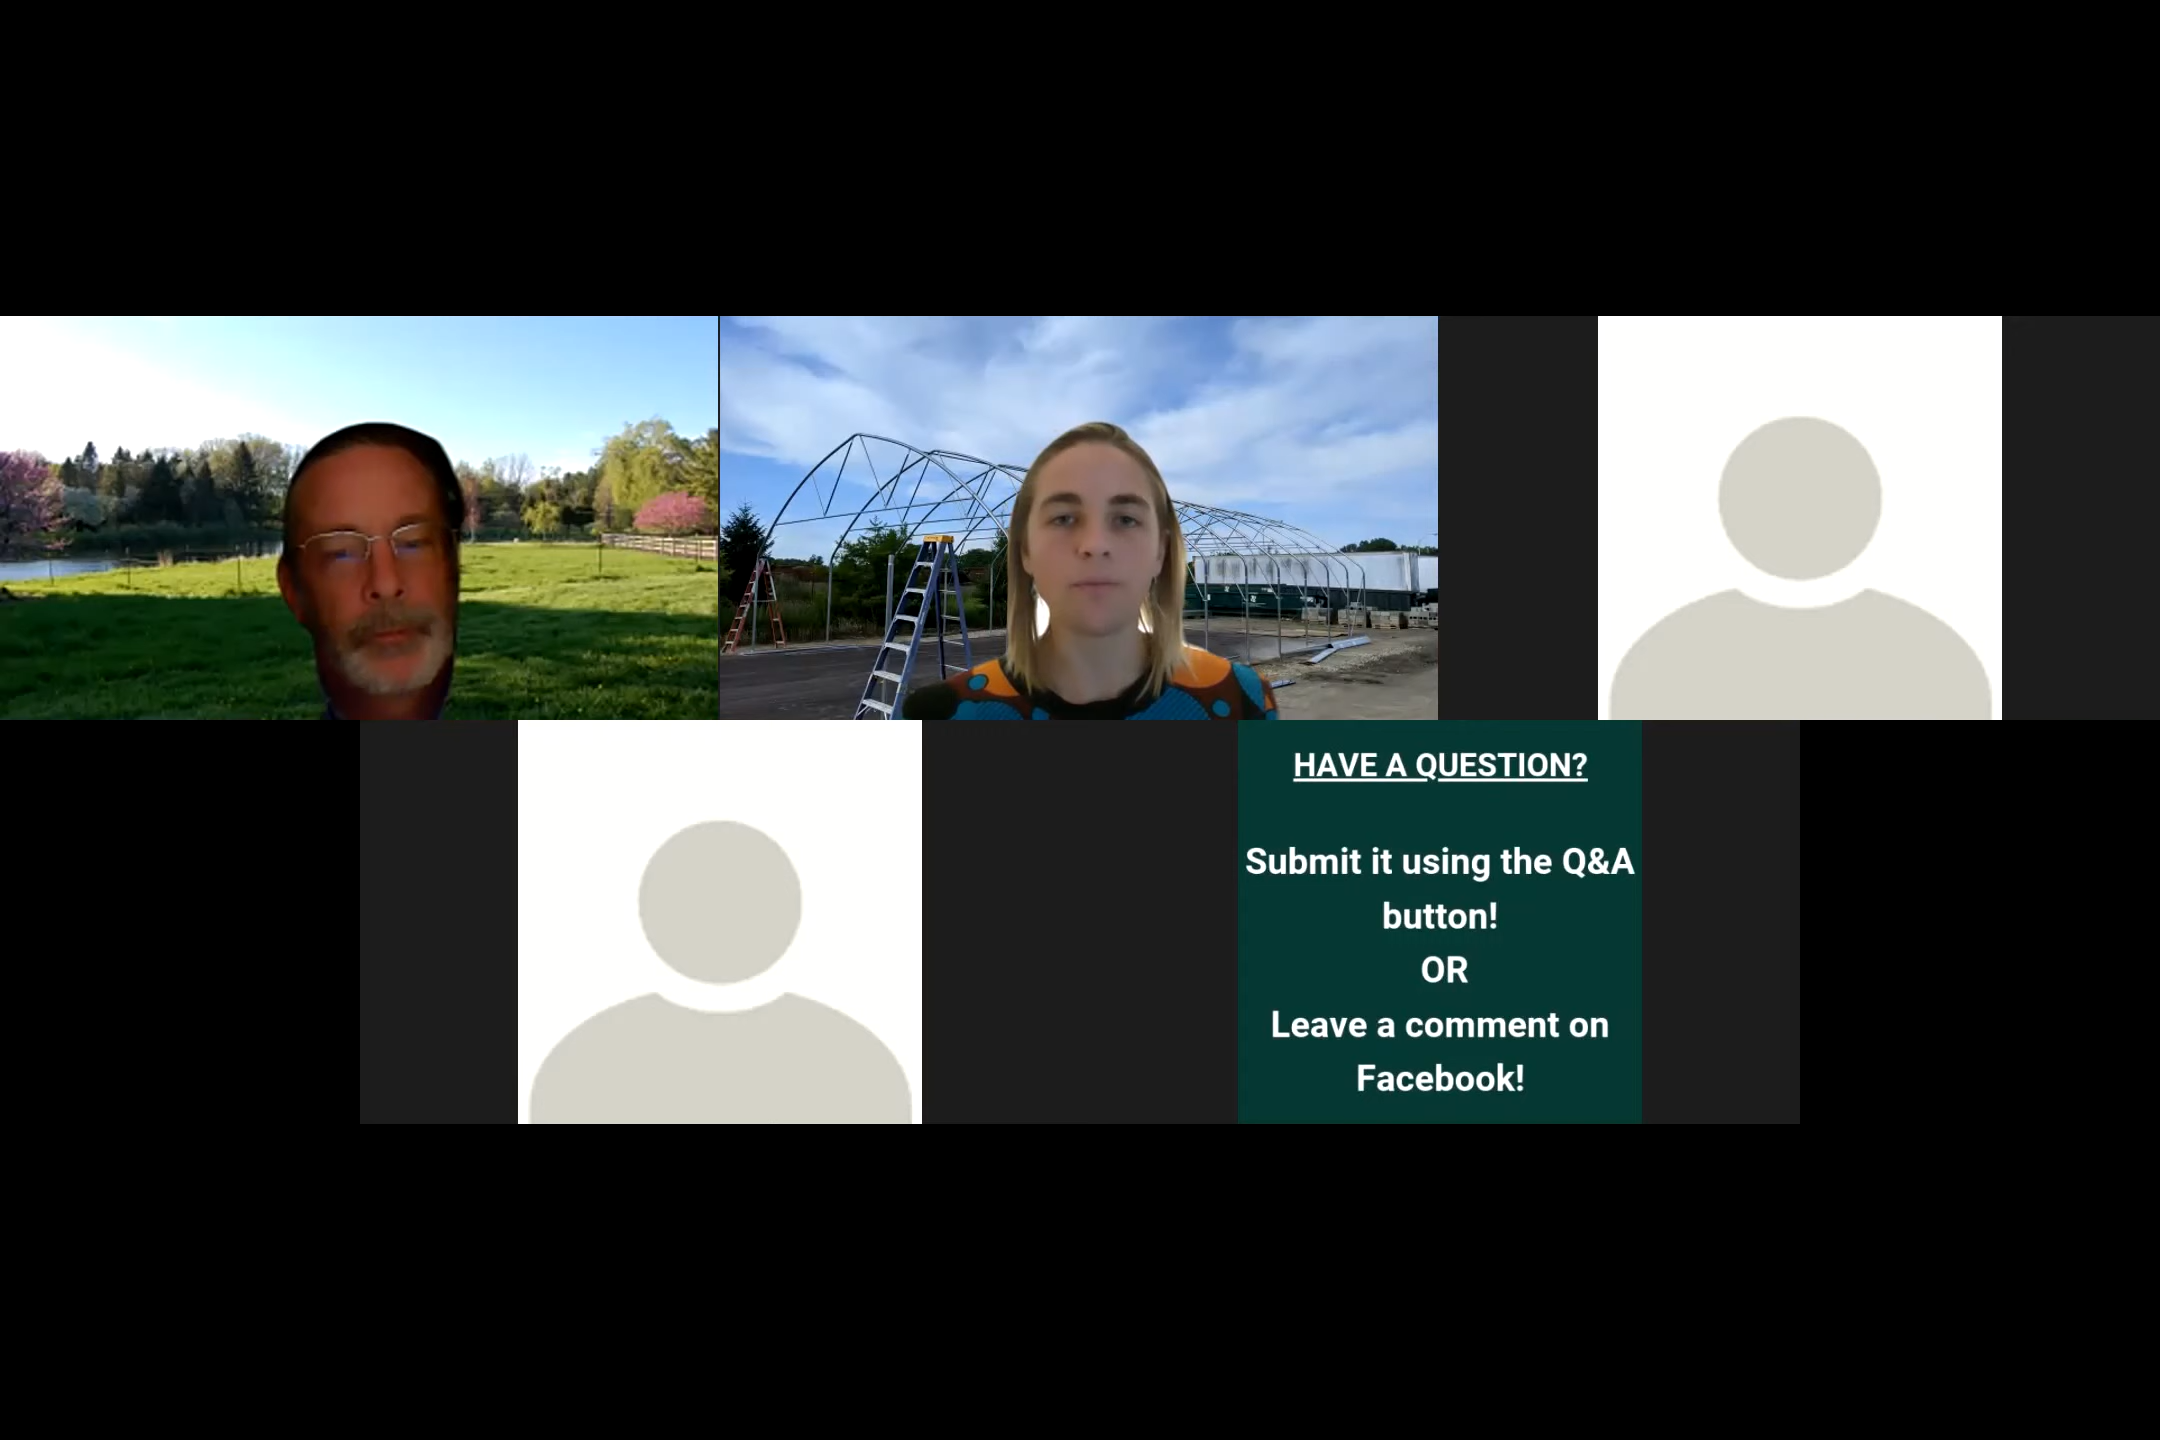 HAVE A QUESTION?
Submit it using the Q&A
button!
OR
Leave a comment on
Facebook!